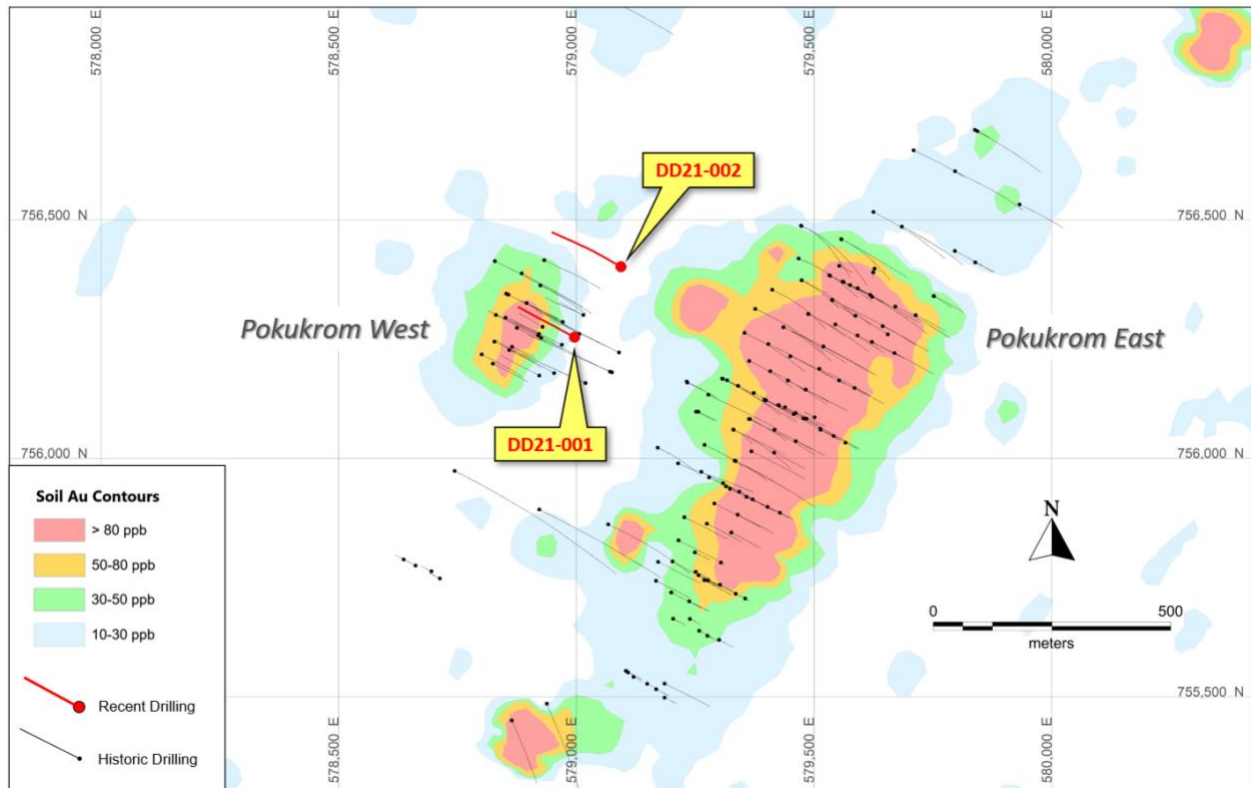 578,000 E
578,500 E
579,000 E
579,500 E
580,000 E
DD21-002
756,500 N
756,500 N
Pokukrom West
Pokukrom East
DD21-001
756,000 N
756,000 N
Soil Au Contours
> 80 ppb
50-80 ppb
30-50 ppb
10-30 ppb
Recent Drilling
Historic Drilling
N
0 500
meters
755,500 N
755,500 N
578,500 E
579,000 E
579,500 E
580,000 E